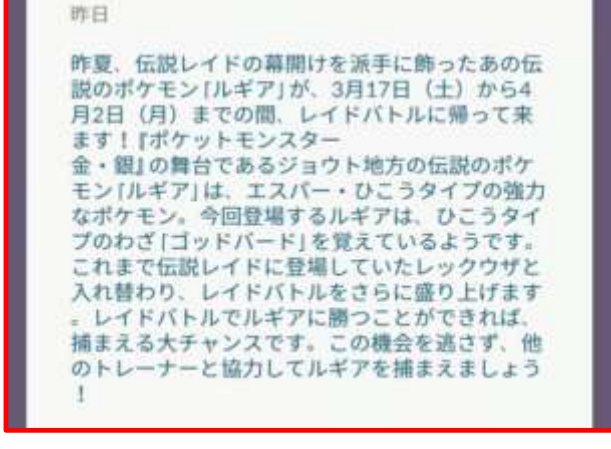 昨日
昨夏、伝説レイドの幕開けを派手に飾ったあの伝
説のポケモン「ルギア」が、3月17日（土）から4
月2日（月）までの間、レイドバトルに帰って来
ます！『ポケットモンスター
金・銀』の舞台であるジョウト地方の伝説のポケ
モン「ルギア」は、エスパー・ひこうタイプの強力
なポケモン。今回登場するルギアは、ひこうタイ
プのわざ「ゴッドバード」を覚えているようです。
これまで伝説レイドに登場していたレックウザと
入れ替わり、レイドバトルをさらに盛り上げます
。レイドバトルでルギアに勝つことができれば、
捕まえる大チャンスです。この機会を逃さず、他
のトレーナーと協力してルギアを捕まえましょう
！